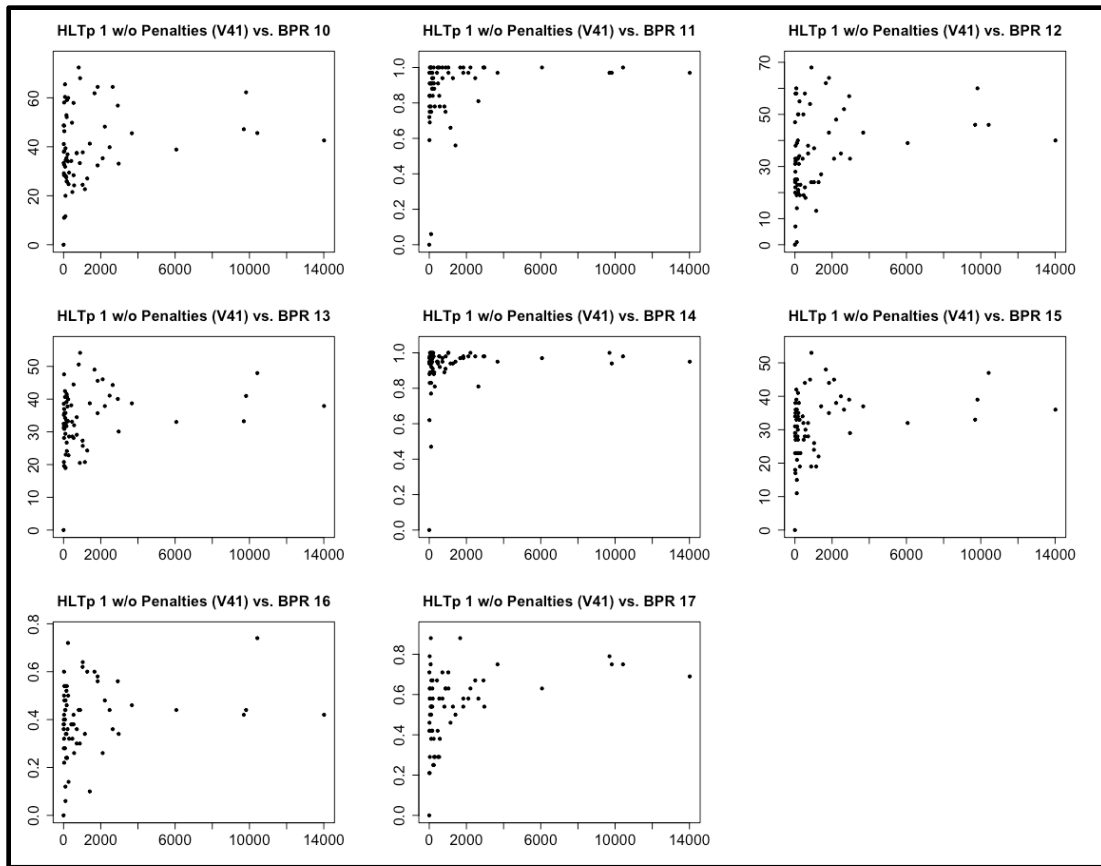 HLTp 1 w/o Penalties (V41) vs. BPR 10
0 20 40 60
0 2000 6000 10000 14000
HLTp 1 w/o Penalties (V41) vs. BPR 11
0.0 0.2 0.4 0.6 0.8 1.0
0 2000 6000 10000 14000
HLTp 1 w/o Penalties (V41) vs. BPR 12
0 10 20 30 40 50 60 70
0 2000 6000 10000 14000
HLTp 1 w/o Penalties (V41) vs. BPR 13
0 10 20 30 40 50
0 2000 6000 10000 14000
HLTp 1 w/o Penalties (V41) vs. BPR 14
0.0 0.2 0.4 0.6 0.8 1.0
0 2000 6000 10000 14000
HLTp 1 w/o Penalties (V41) vs. BPR 15
0 10 20 30 40 50
0 2000 6000 10000 14000
HLTp 1 w/o Penalties (V41) vs. BPR 16
0.0 0.2 0.4 0.6 0.8
0 2000 6000 10000 14000
HLTp 1 w/o Penalties (V41) vs. BPR 17
0.0 0.2 0.4 0.6 0.8
0 2000 6000 10000 14000